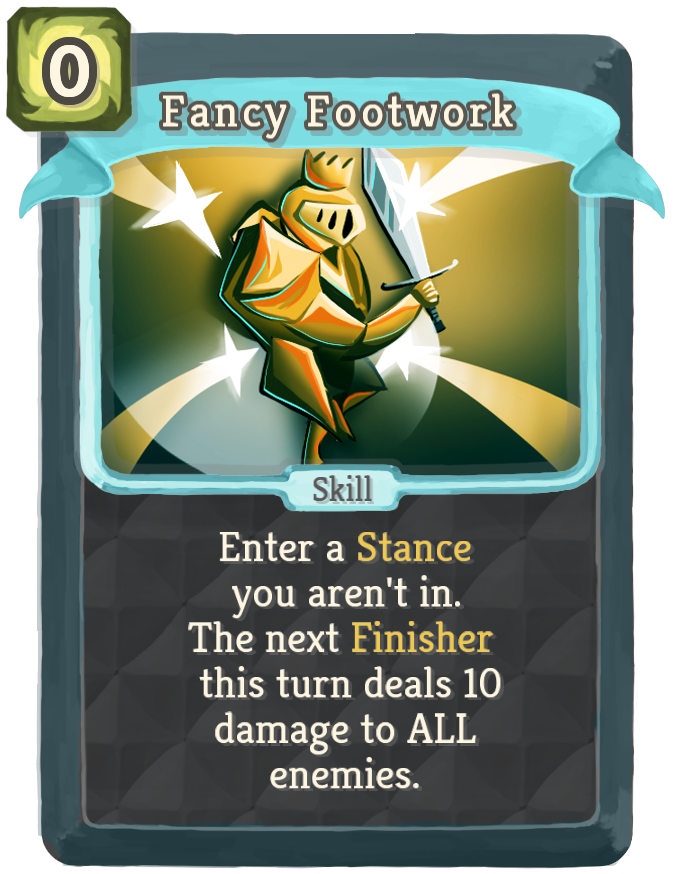 0
Fancy Footwork
Skill
Enter a Stance
you aren't in.
The next Finisher
this turn deals 10
damage to ALL
enemies.